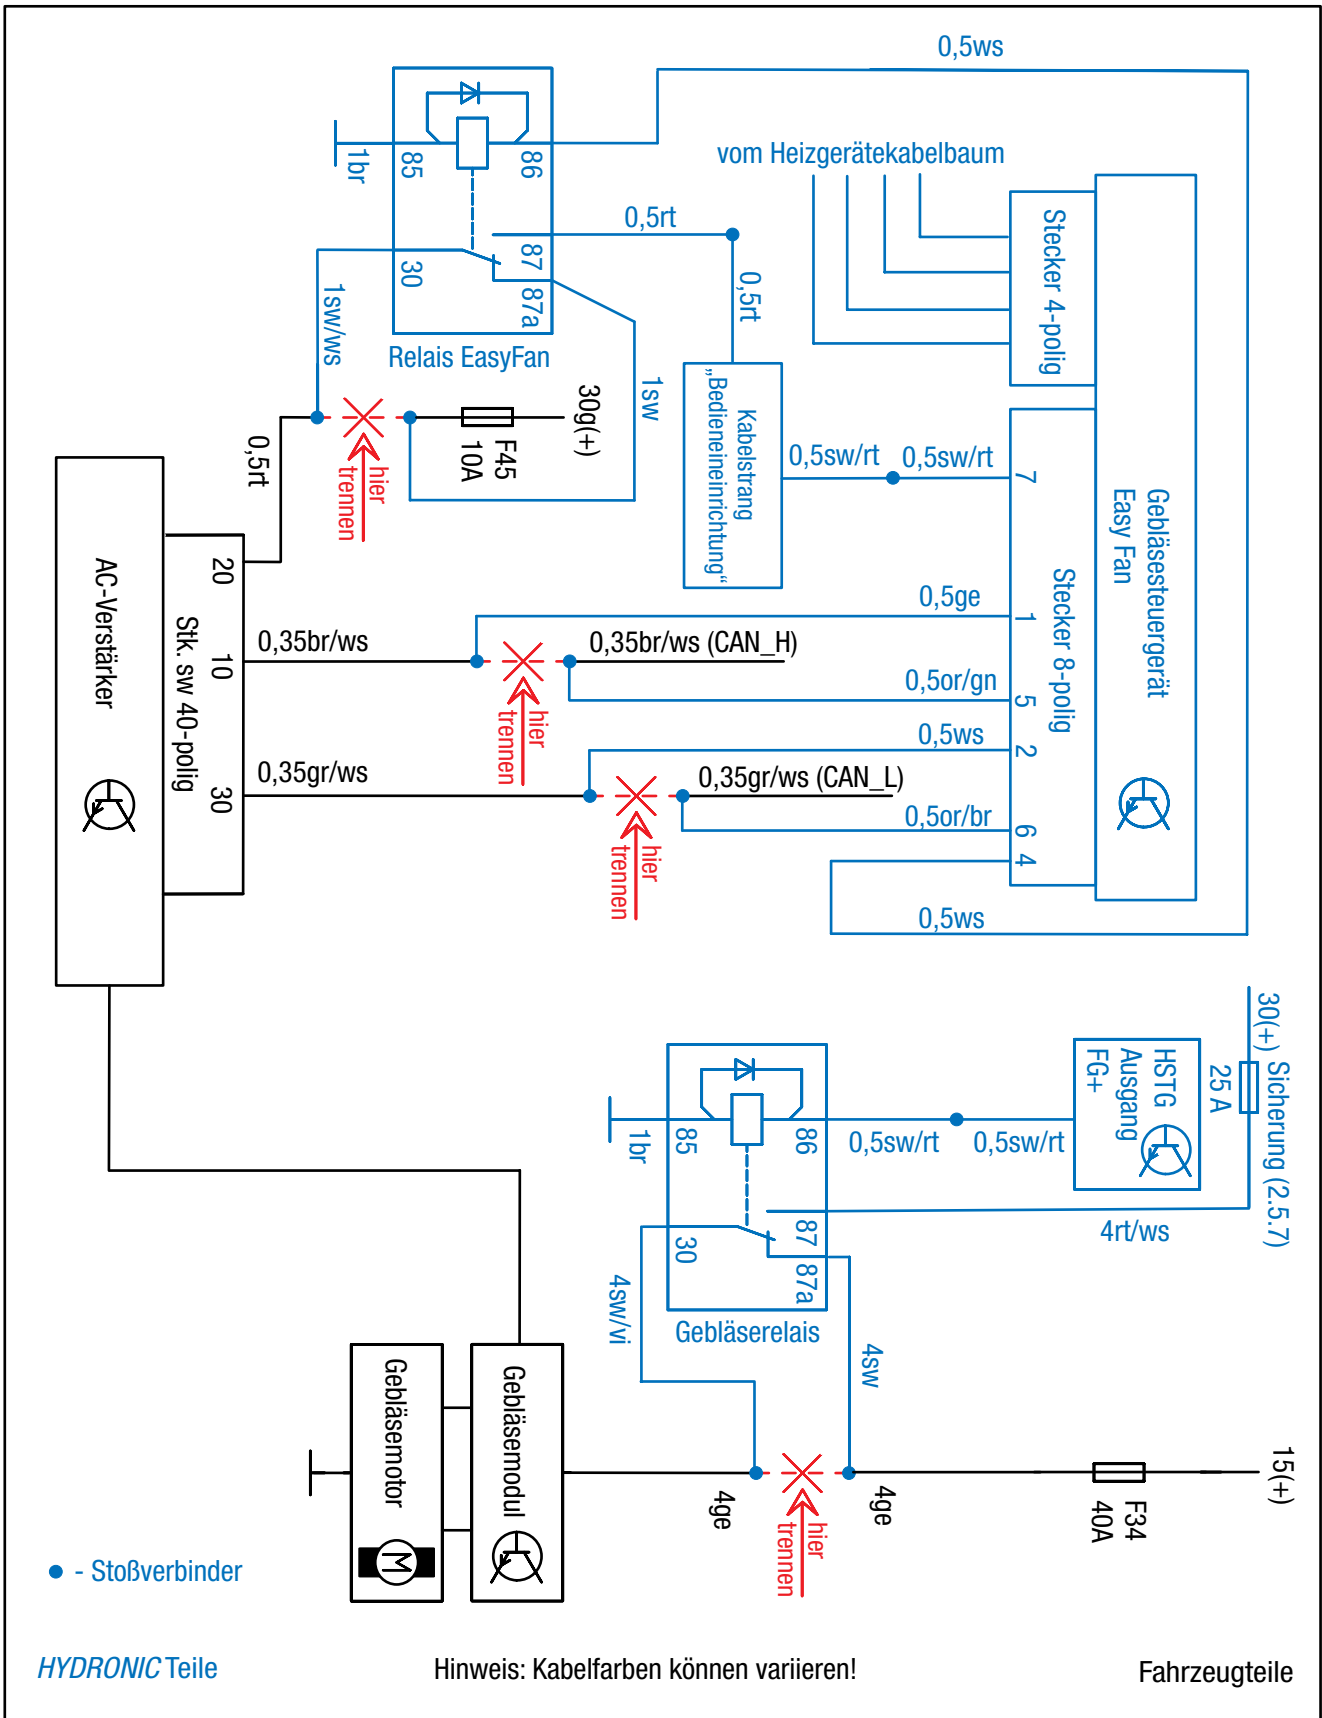 0,5ws
vom Heizgerätekabelbaum
1br
85
86
0,5rt
87
30
87a
1sw/ws
Relais EasyFan
0,5rt
1sw
30g(+)
F45
10A
hier
trennen
0,5rt
Kabelstrang
„Bedieneineinrichtung“
0,5sw/rt
0,5sw/rt
Stecker 4-polig
7
Gebläsesteuergerät
Easy Fan
Stecker 8-polig
AC-Verstärker
Stk. sw 40-polig
20
10
30
0,35br/ws
0,35br/ws (CAN_H)
hier
trennen
0,5ge
1
0,5or/gn
5
0,5ws
2
0,35gr/ws
0,35gr/ws (CAN_L)
hier
trennen
0,5or/br
6
4
0,5ws
30(+)
Sicherung (2.5.7)
25 A
HSTG
Ausgang
FG+
1br
85
86
0,5sw/rt
0,5sw/rt
87
30
87a
4rt/ws
4sw/vi
Gebläserelais
4sw
Gebläsemotor
M
Gebläsemodul
4ge
hier
trennen
4ge
F34
40A
15(+)
- Stoßverbinder
HYDRONIC Teile
Hinweis: Kabelfarben können variieren!
Fahrzeugteile